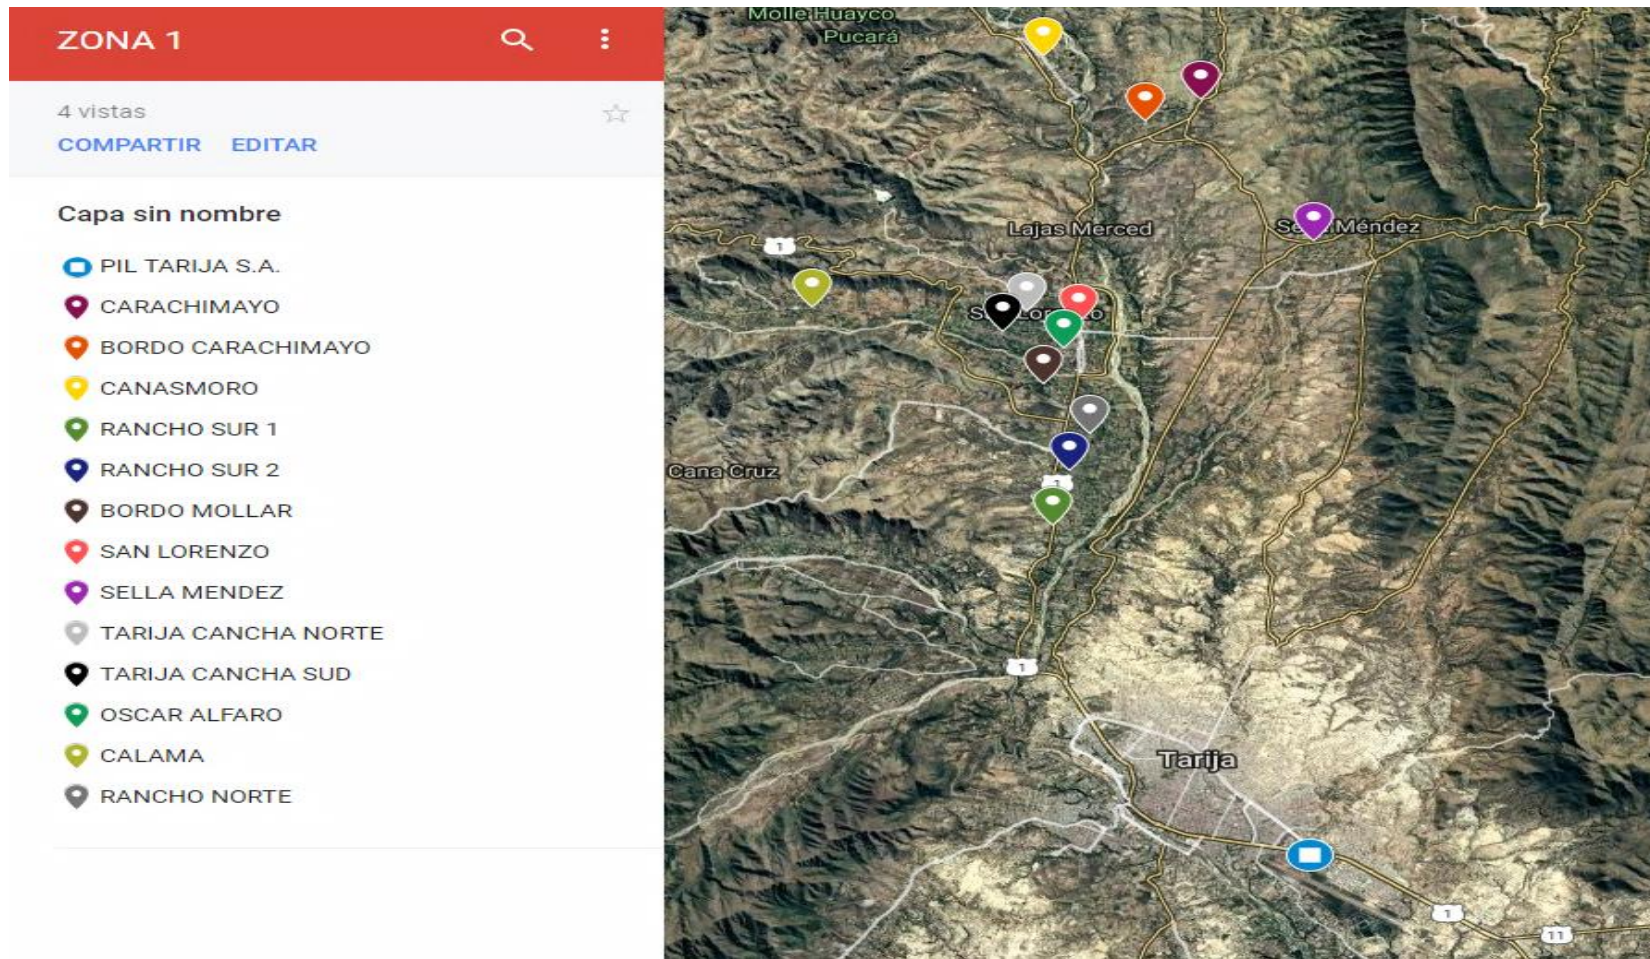 ZONA 1
4 vistas
COMPARTIR EDITAR
Capa sin nombre
PIL TARIJA S.A.
CARACHIMAYO
BORDO CARACHIMAYO
CANASMORO
RANCHO SUR 1
RANCHO SUR 2
BORDO MOLLAR
SAN LORENZO
SELLA MENDEZ
TARIJA CANCHA NORTE
TARIJA CANCHA SUD
OSCAR ALFARO
CALAMA
RANCHO NORTE
Molle Huayco
Pucará
Lajas Merced
Méndez
1
Cana Cruz
1
1
Tarija
1
11